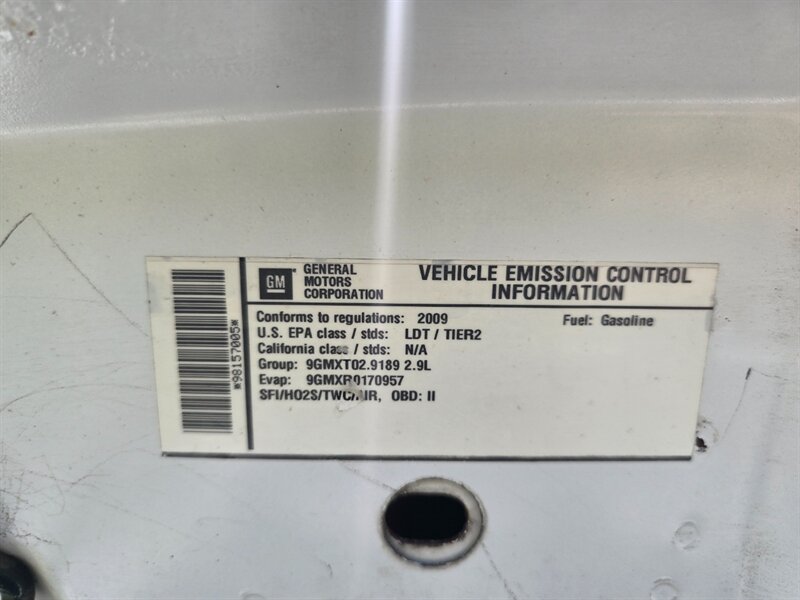 *98157005*
GM
GENERAL
MOTORS
CORPORATION
VEHICLE EMISSION CONTROL
INFORMATION
Conforms to regulations: 2009
Fuel: Gasoline
U.S. EPA class / stds: LDT / TIER2
California class / stds: N/A
Group: 9GMXT02.9189 2.9L
Evap: 9GMXR0170957
SFI/HO2S/TWC/AIR, OBD: II